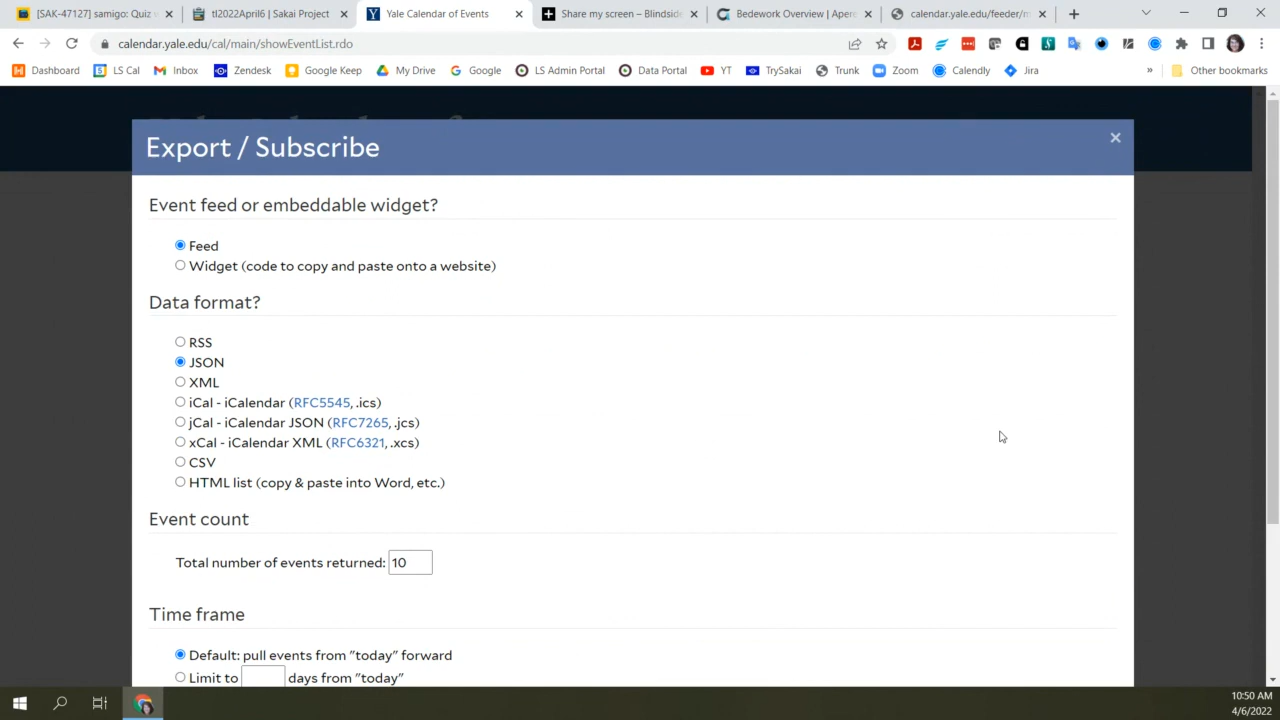 [SAK-47127] samigo: Quiz w
tl2022April6 | Sakai Project
Yale Calendar of Events
Share my screen – Blindside
Bedework Overview | Apere
calendar.yale.edu/feeder/m
calendar.yale.edu/cal/main/showEventList.rdo
Dashboard
LS Cal
Inbox
Zendesk
Google Keep
My Drive
Google
LS Admin Portal
Data Portal
YT
TrySakai
Trunk
Zoom
Calendly
Jira
»
Other bookmarks
Export / Subscribe
Event feed or embeddable widget?
Feed
Widget (code to copy and paste onto a website)
Data format?
RSS
JSON
XML
iCal - iCalendar (RFC5545, .ics)
jCal - iCalendar JSON (RFC7265, .jcs)
xCal - iCalendar XML (RFC6321, .xcs)
CSV
HTML list (copy & paste into Word, etc.)
Event count
Total number of events returned: 10
Time frame
Default: pull events from "today" forward
Limit to days from "today"
10:50 AM
4/6/2022